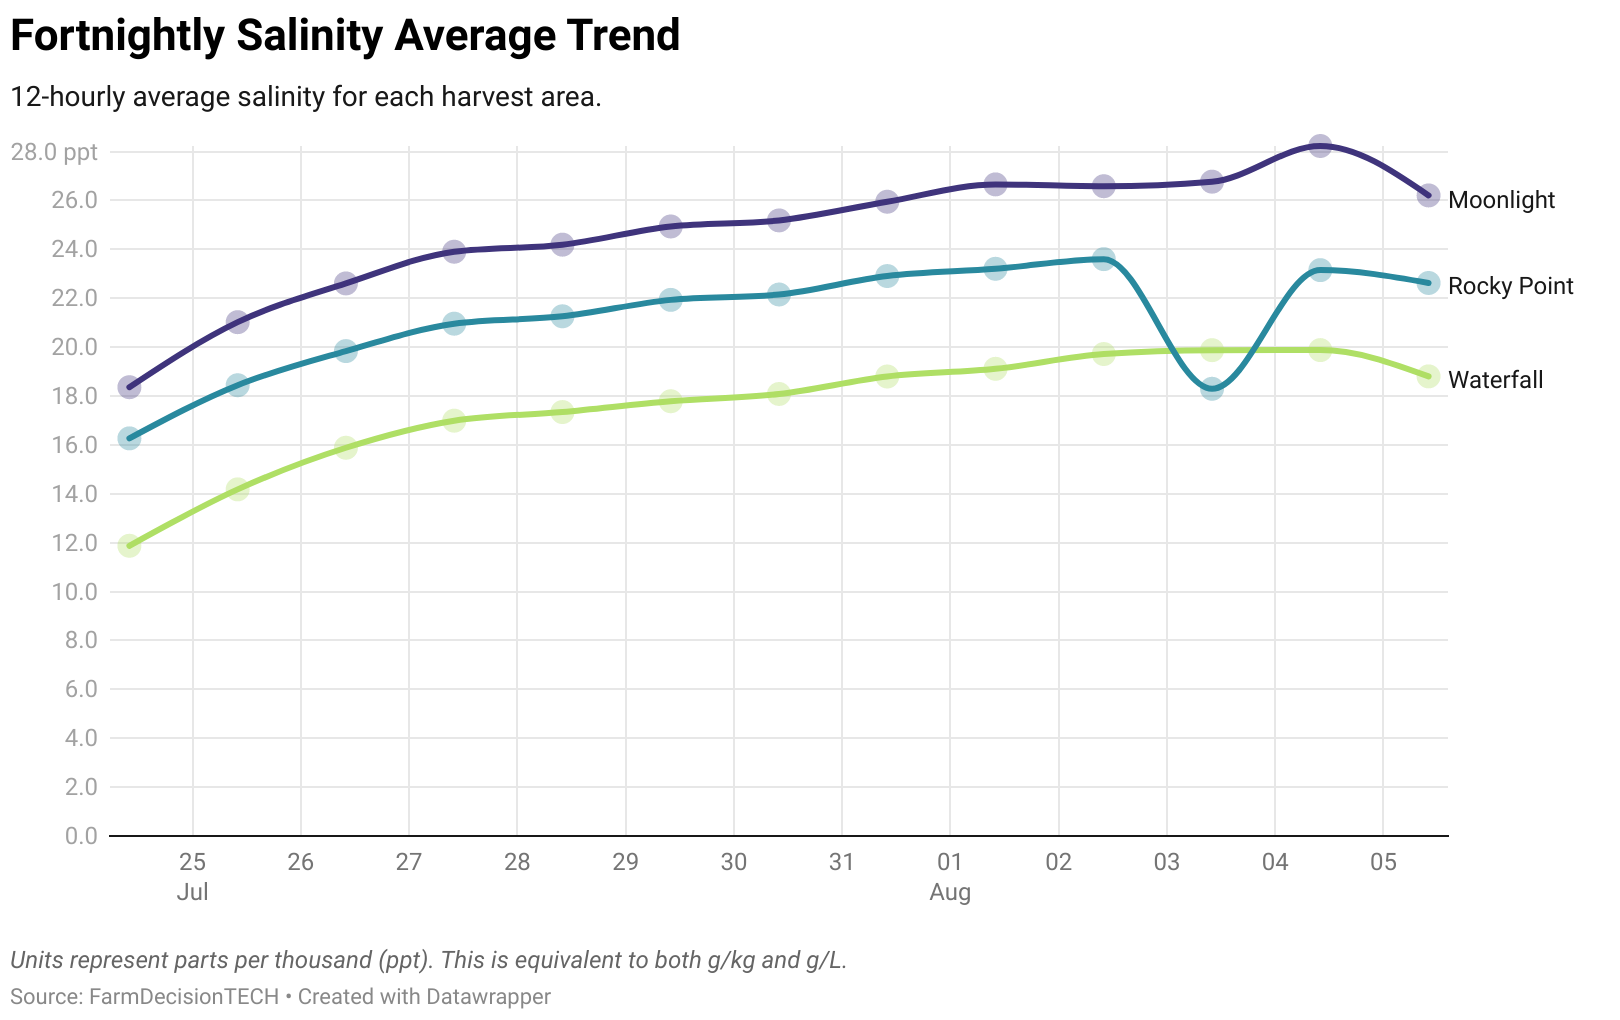 Fortnightly Salinity Average Trend
12-hourly average salinity for each harvest area.
28.0 ppt
26.0
24.0
22.0
20.0
18.0
16.0
14.0
12.0
10.0
8.0
6.0
4.0
2.0
0.0
Moonlight
Rocky Point
Waterfall
25 26 27 28 29 30 31 01 02 03 04 05
Jul Aug
Units represent parts per thousand (ppt). This is equivalent to both g/kg and g/L.
Source: FarmDecisionTECH • Created with Datawrapper